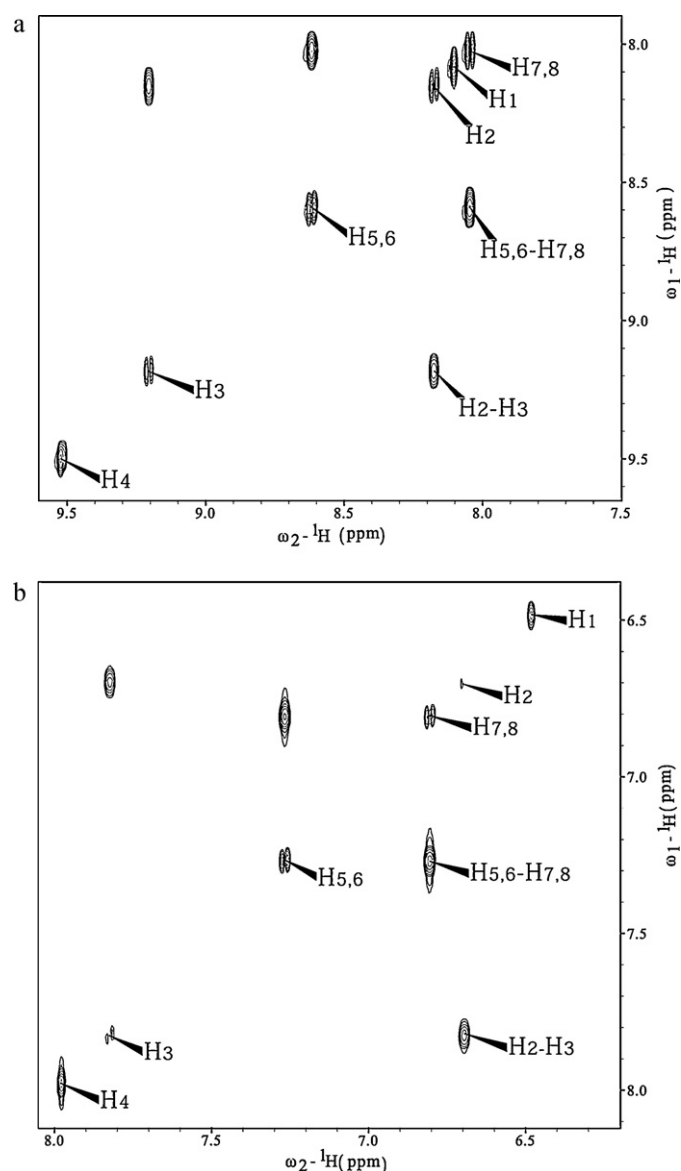 a
8.0
H7,8
H1
H2
8.5
H5,6
H5,6-H7,8
ω1-¹H (ppm)
9.0
H3
H2-H3
9.5
H4
9.5 9.0 8.5 8.0 7.5
ω2-¹H (ppm)
b
6.5
H1
H2
H7,8
7.0
ω1-¹H(ppm)
H5,6
H5,6-H7,8
7.5
H3
H2-H3
8.0
H4
8.0 7.5 7.0 6.5
ω2-¹H(ppm)